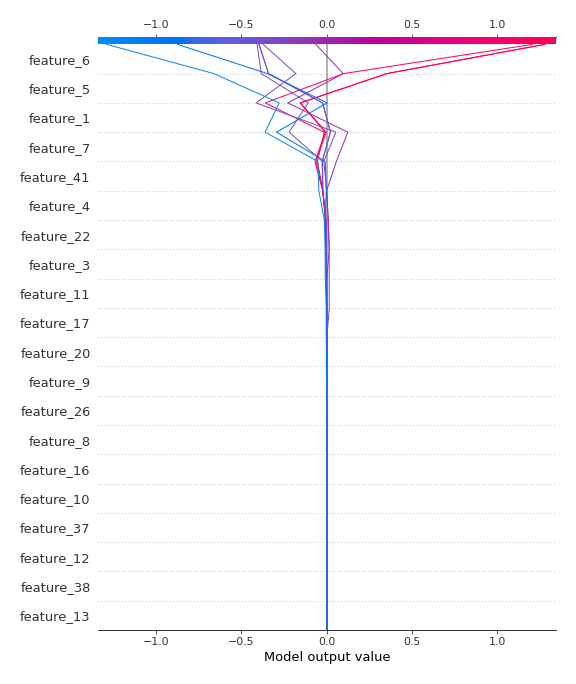 −1.0 −0.5 0.0 0.5 1.0
feature_6
feature_5
feature_1
feature_7
feature_41
feature_4
feature_22
feature_3
feature_11
feature_17
feature_20
feature_9
feature_26
feature_8
feature_16
feature_10
feature_37
feature_12
feature_38
feature_13
−1.0 −0.5 0.0 0.5 1.0
Model output value